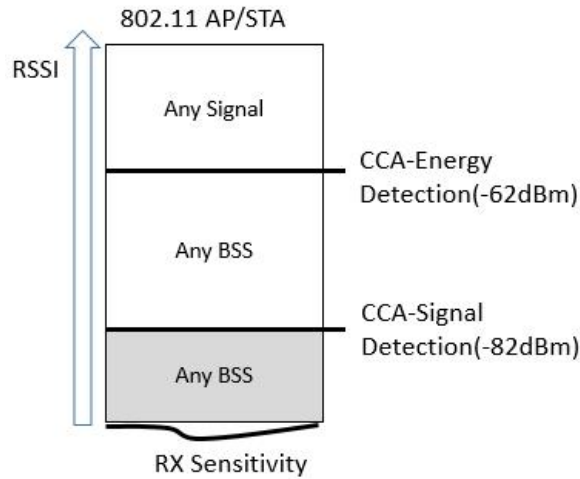 802.11 AP/STA
RSSI
Any Signal
CCA-Energy
Detection(-62dBm)
Any BSS
CCA-Signal
Detection(-82dBm)
Any BSS
RX Sensitivity